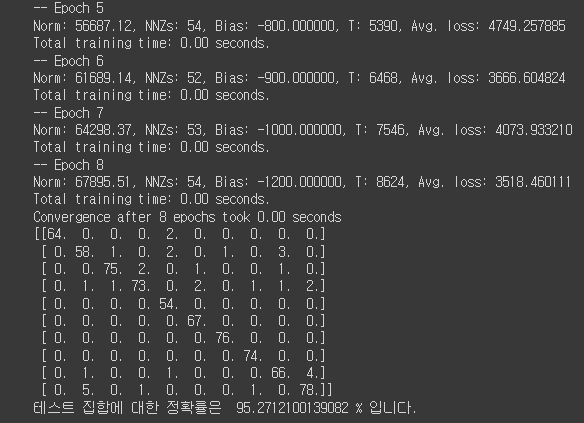 -- Epoch 5
Norm: 56687.12, NNZs: 54, Bias: -800.000000, T: 5390, Avg. loss: 4749.257885
Total training time: 0.00 seconds.
-- Epoch 6
Norm: 61689.14, NNZs: 52, Bias: -900.000000, T: 6468, Avg. loss: 3666.604824
Total training time: 0.00 seconds.
-- Epoch 7
Norm: 64298.37, NNZs: 53, Bias: -1000.000000, T: 7546, Avg. loss: 4073.933210
Total training time: 0.00 seconds.
-- Epoch 8
Norm: 67895.51, NNZs: 54, Bias: -1200.000000, T: 8624, Avg. loss: 3518.460111
Total training time: 0.00 seconds.
Convergence after 8 epochs took 0.00 seconds
[[64. 0. 0. 0. 2. 0. 0. 0. 0. 0.]
[ 0. 58. 1. 0. 2. 0. 1. 0. 3. 0.]
[ 0. 0. 75. 2. 0. 1. 0. 0. 1. 0.]
[ 0. 1. 1. 73. 0. 2. 0. 1. 1. 2.]
[ 0. 0. 0. 0. 54. 0. 0. 0. 0. 0.]
[ 0. 0. 0. 0. 0. 67. 0. 0. 0. 0.]
[ 0. 0. 0. 0. 0. 0. 76. 0. 0. 0.]
[ 0. 0. 0. 0. 0. 0. 0. 74. 0. 0.]
[ 0. 1. 0. 0. 1. 0. 0. 0. 66. 4.]
[ 0. 5. 0. 1. 0. 0. 0. 1. 0. 78.]]
테스트 집합에 대한 정확률은 95.2712100139082 % 입니다.